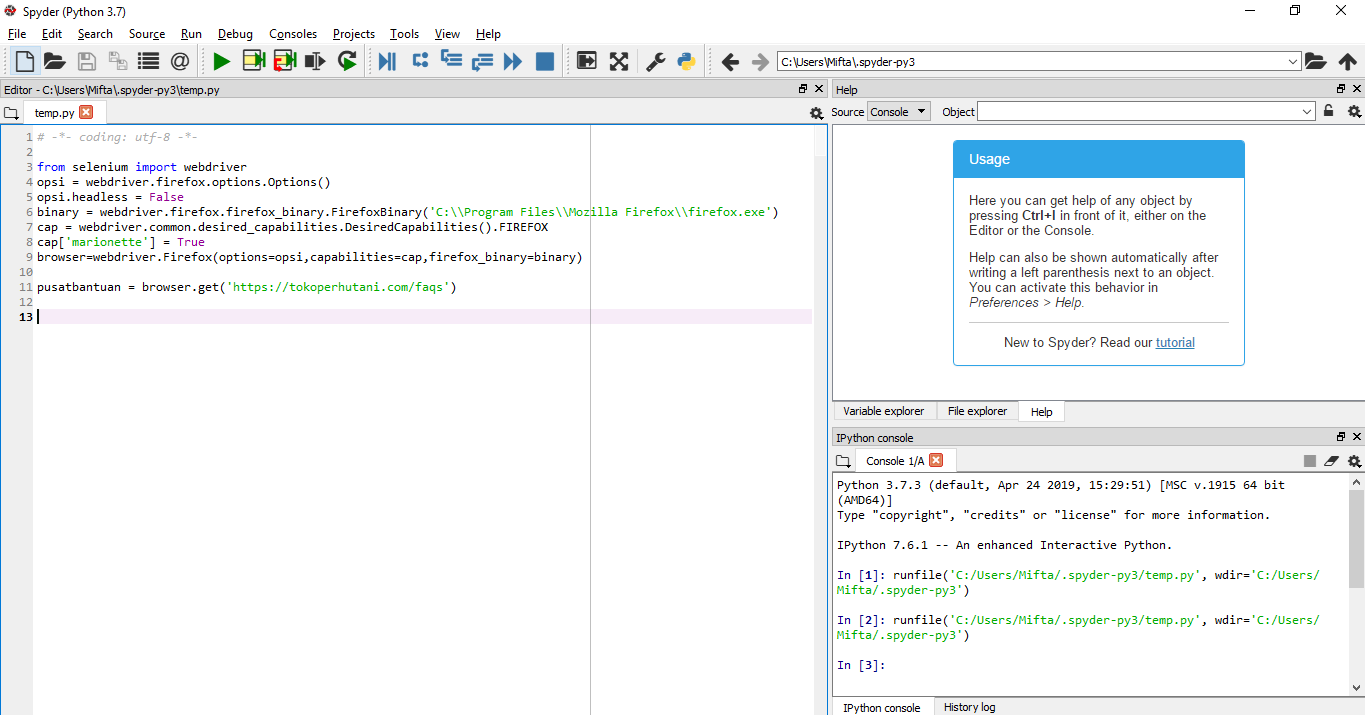 Spyder (Python 3.7)
File Edit Search Source Run Debug Consoles Projects Tools View Help
C:\Users\Mifta\.spyder-py3
Editor - C:\Users\Mifta\.spyder-py3\temp.py
temp.py
1 # -*- coding: utf-8 -*-
2
3 from selenium import webdriver
4 opsi = webdriver.firefox.options.Options()
5 opsi.headless = False
6 binary = webdriver.firefox.firefox_binary.FirefoxBinary('C:\\Program Files\\Mozilla Firefox\\firefox.exe')
7 cap = webdriver.common.desired_capabilities.DesiredCapabilities().FIREFOX
8 cap['marionette'] = True
9 browser=webdriver.Firefox(options=opsi,capabilities=cap,firefox_binary=binary)
10
11 pusatbantuan = browser.get('https://tokoperhutani.com/faqs')
12
13
Help
Source Console Object
Usage
Here you can get help of any object by
pressing Ctrl+I in front of it, either on the
Editor or the Console.
Help can also be shown automatically after
writing a left parenthesis next to an object.
You can activate this behavior in
Preferences > Help.
New to Spyder? Read our tutorial
Variable explorer File explorer Help
IPython console
Console 1/A
Python 3.7.3 (default, Apr 24 2019, 15:29:51) [MSC v.1915 64 bit
(AMD64)]
Type "copyright", "credits" or "license" for more information.
IPython 7.6.1 -- An enhanced Interactive Python.
In [1]: runfile('C:/Users/Mifta/.spyder-py3/temp.py', wdir='C:/Users/
Mifta/.spyder-py3')
In [2]: runfile('C:/Users/Mifta/.spyder-py3/temp.py', wdir='C:/Users/
Mifta/.spyder-py3')
In [3]:
IPython console History log